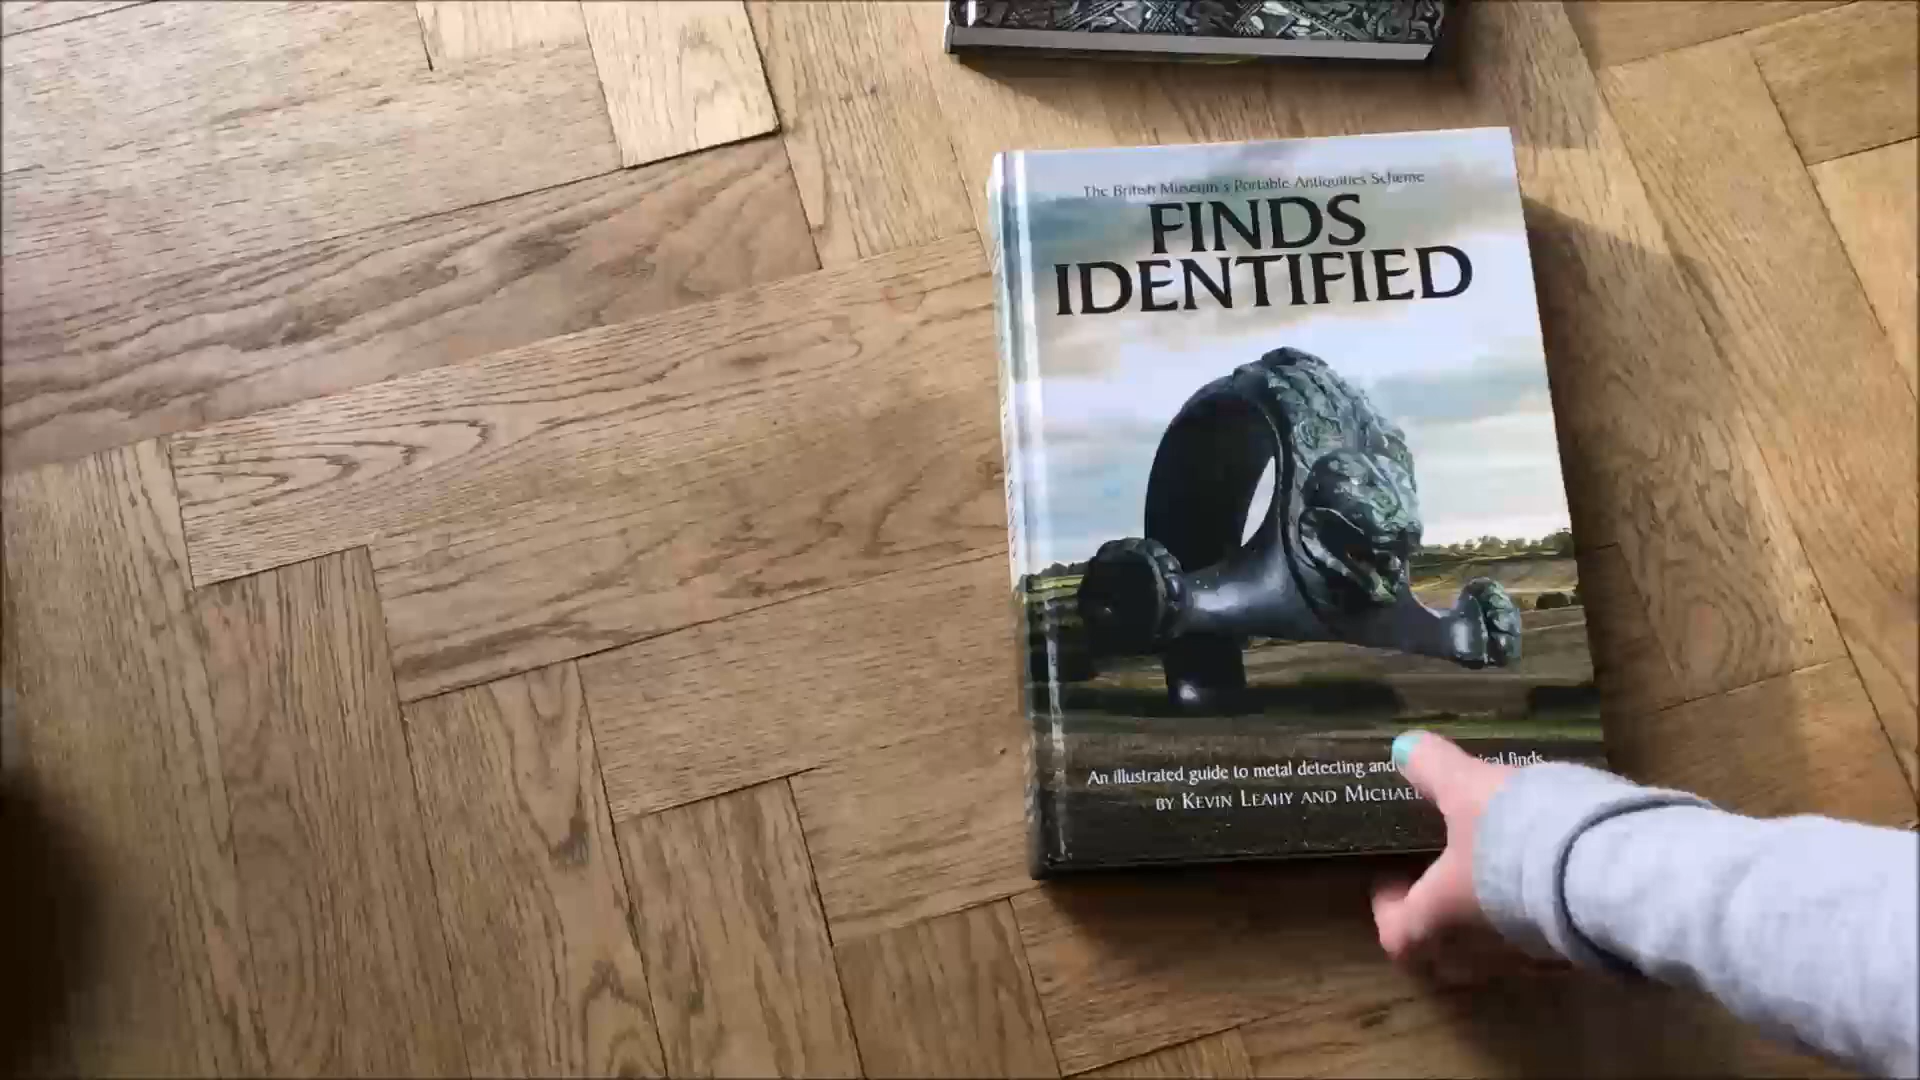 The British Museum's Portable Antiquities Scheme
FINDS
IDENTIFIED
An illustrated guide to metal detecting and finds
BY KEVIN LEAHY AND MICHAEL